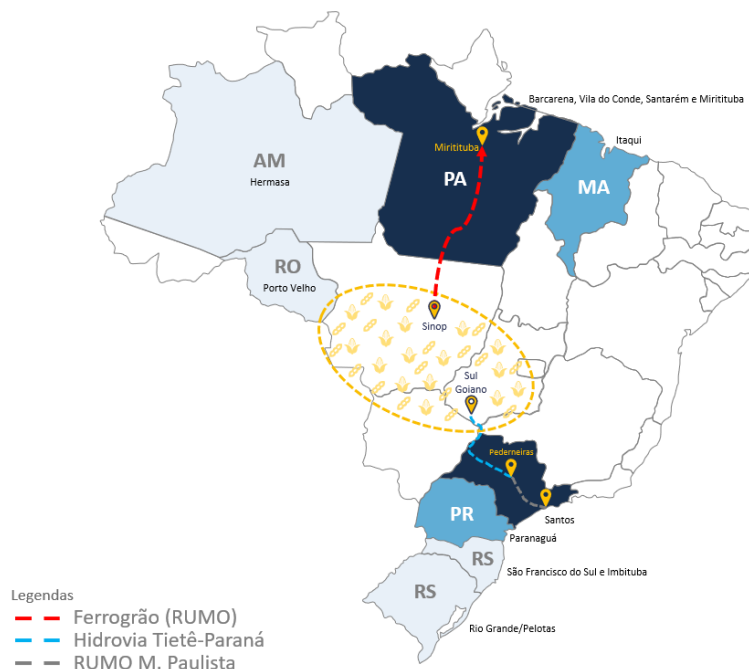 Barcarena, Vila do Conde, Santarém e Miritituba
Itaqui
Miritituba
AM
Hermasa
PA
MA
RO
Porto Velho
Sinop
Sul
Goiano
Pederneiras
Santos
PR
Paranaguá
RS
São Francisco do Sul e Imbituba
RS
Rio Grande/Pelotas
Legendas
Ferrogrão (RUMO)
Hidrovia Tietê-Paraná
RUMO M. Paulista